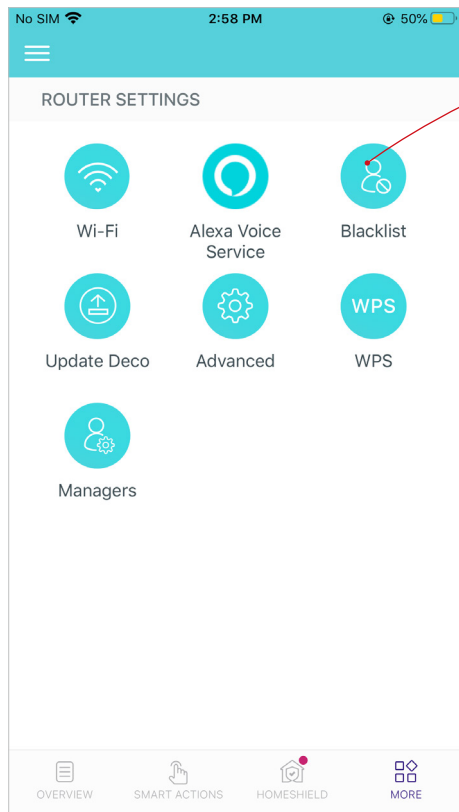 No SIM 2:58 PM 50%
ROUTER SETTINGS
Wi-Fi
Alexa Voice
Service
Blacklist
Update Deco
Advanced
WPS
WPS
Managers
OVERVIEW
SMART ACTIONS
HOMESHIELD
MORE